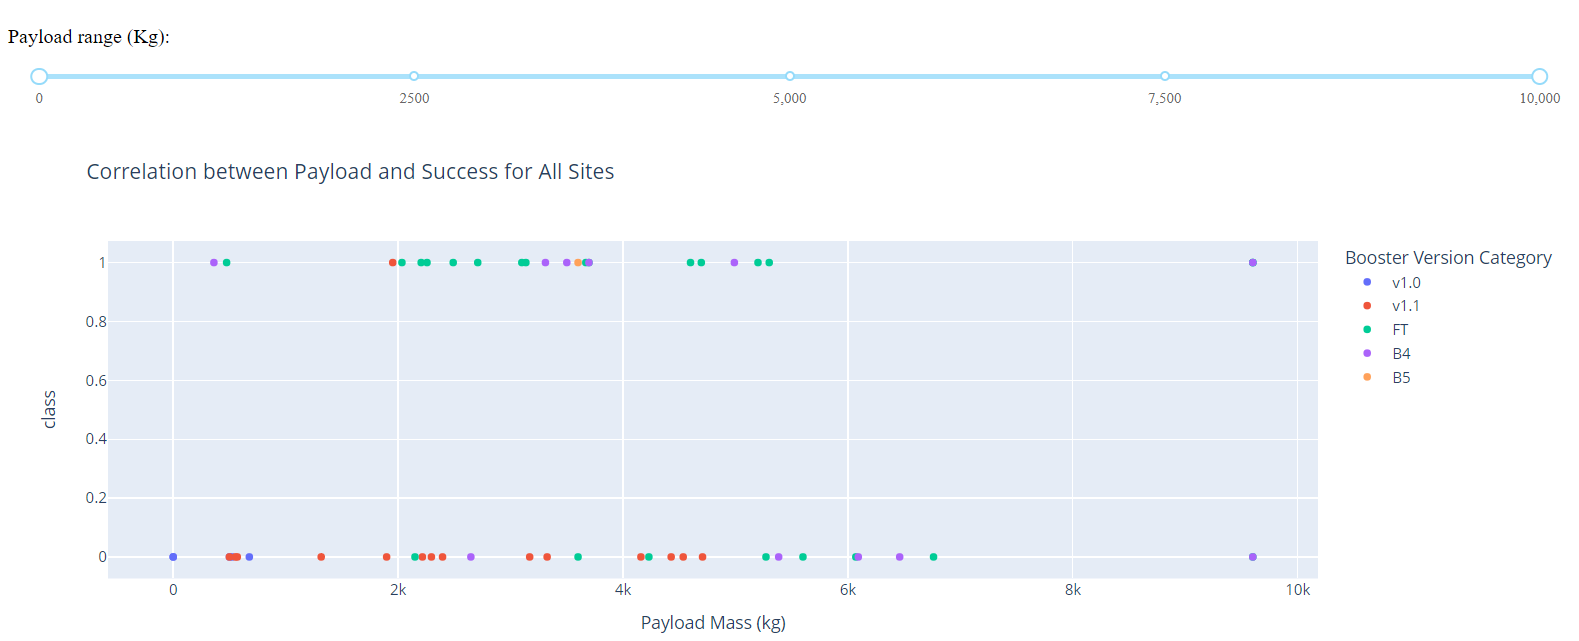 Payload range (Kg):
0 2500 5,000 7,500 10,000
Correlation between Payload and Success for All Sites
Booster Version Category
v1.0
v1.1
FT
B4
B5
1
0.8
0.6
0.4
0.2
0
class
0 2k 4k 6k 8k 10k
Payload Mass (kg)